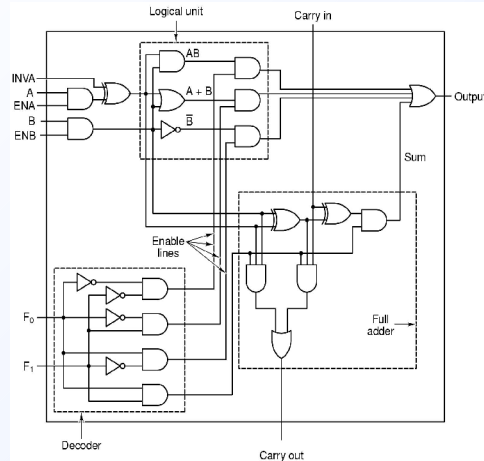 Logical unit
Carry in
INVA
A
ENA
B
ENB
AB
A + B
B̅
Output
Sum
Enable
lines
F₀
F₁
Full
adder
Decoder
Carry out